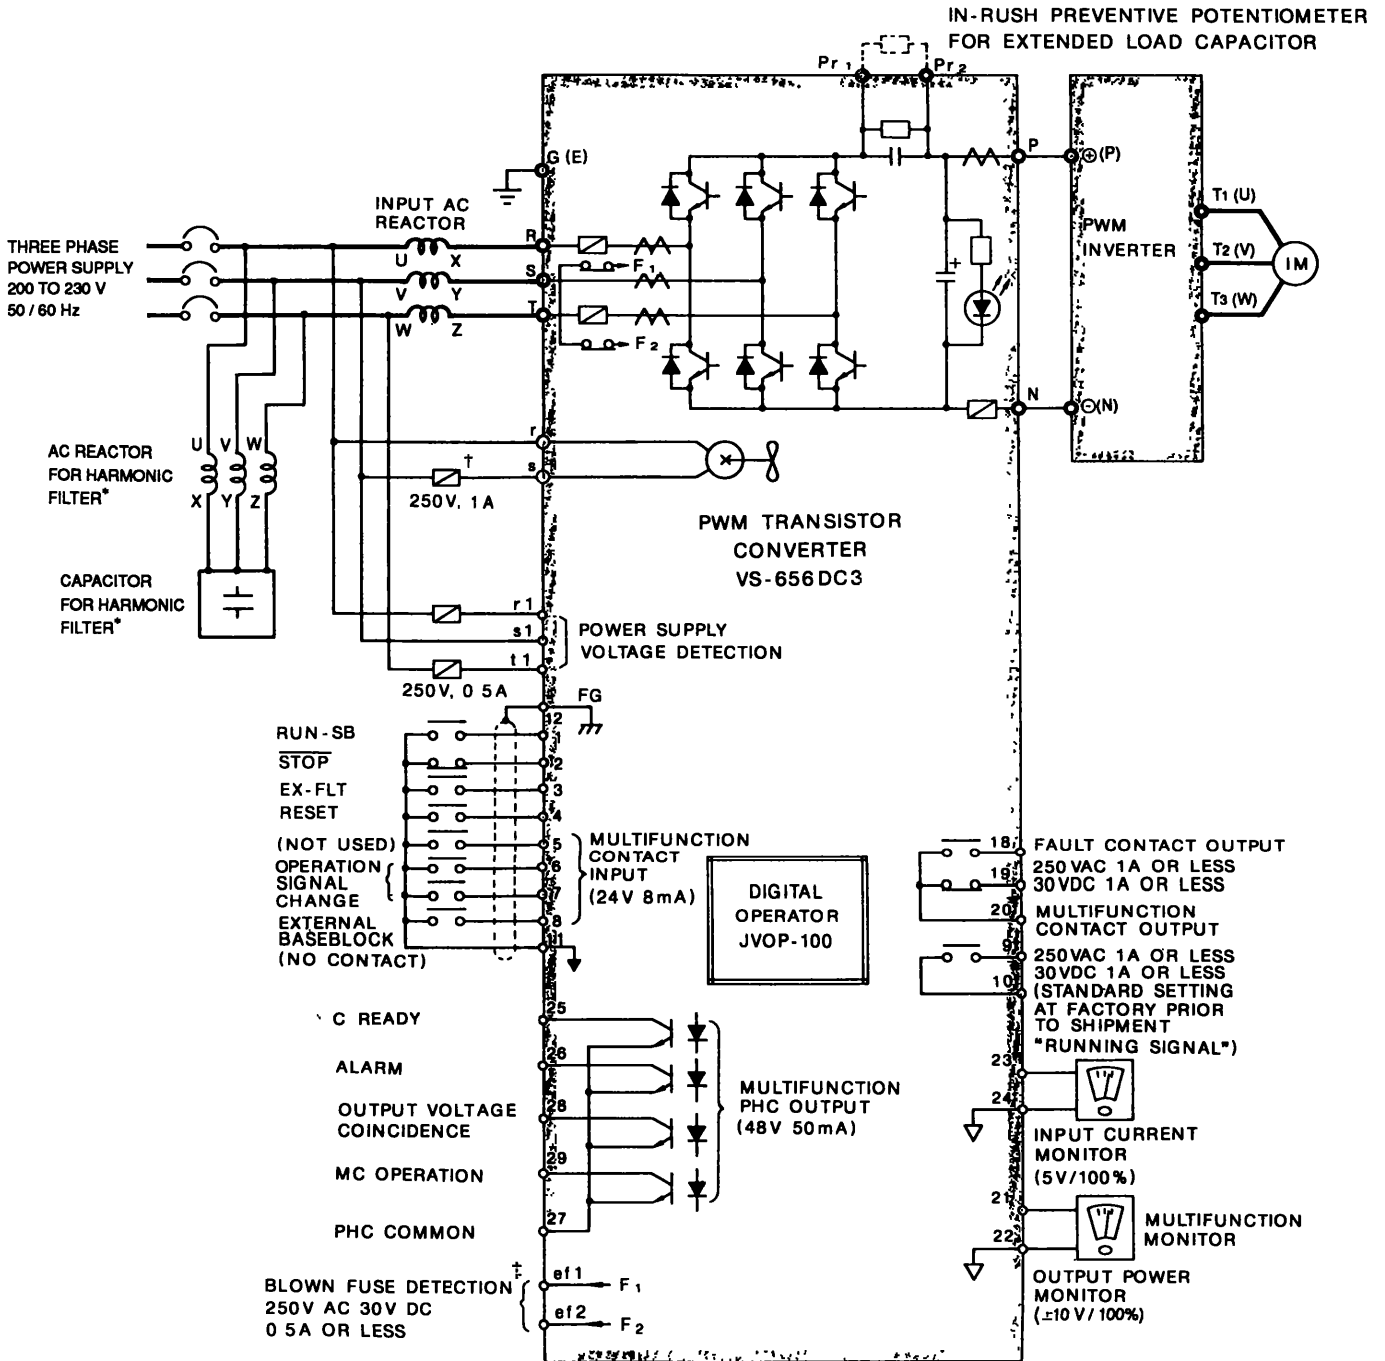 IN-RUSH PREVENTIVE POTENTIOMETER
FOR EXTENDED LOAD CAPACITOR
Pr 1
Pr 2
G (E)
P
⊕(P)
INPUT AC
REACTOR
T1 (U)
THREE PHASE
POWER SUPPLY
200 TO 230 V
50 / 60 Hz
R
U X
F1
S
V Y
T
W Z
F2
PWM
INVERTER
T2 (V)
IM
T3 (W)
N
⊖(N)
AC REACTOR
FOR HARMONIC
FILTER*
U V W
X Y Z
r
†
s
250V, 1A
PWM TRANSISTOR
CONVERTER
VS-656DC3
CAPACITOR
FOR HARMONIC
FILTER*
r1
s1
t1
POWER SUPPLY
VOLTAGE DETECTION
250V, 0 5A
FG
12
RUN-SB
1
STOP
2
EX-FLT
3
RESET
4
(NOT USED)
5
OPERATION
SIGNAL
CHANGE
6
7
EXTERNAL
BASEBLOCK
(NO CONTACT)
8
11
MULTIFUNCTION
CONTACT
INPUT
(24V 8mA)
DIGITAL
OPERATOR
JVOP-100
18
FAULT CONTACT OUTPUT
250VAC 1A OR LESS
19
30VDC 1A OR LESS
20
MULTIFUNCTION
CONTACT OUTPUT
9
250VAC 1A OR LESS
30VDC 1A OR LESS
10
(STANDARD SETTING
AT FACTORY PRIOR
TO SHIPMENT
"RUNNING SIGNAL")
C READY
25
ALARM
26
OUTPUT VOLTAGE
COINCIDENCE
28
MC OPERATION
29
PHC COMMON
27
MULTIFUNCTION
PHC OUTPUT
(48V 50mA)
23
24
INPUT CURRENT
MONITOR
(5V/100%)
21
22
MULTIFUNCTION
MONITOR
OUTPUT POWER
MONITOR
(±10 V/100%)
BLOWN FUSE DETECTION ‡
250V AC 30V DC
0 5A OR LESS
ef1
F1
ef2
F2